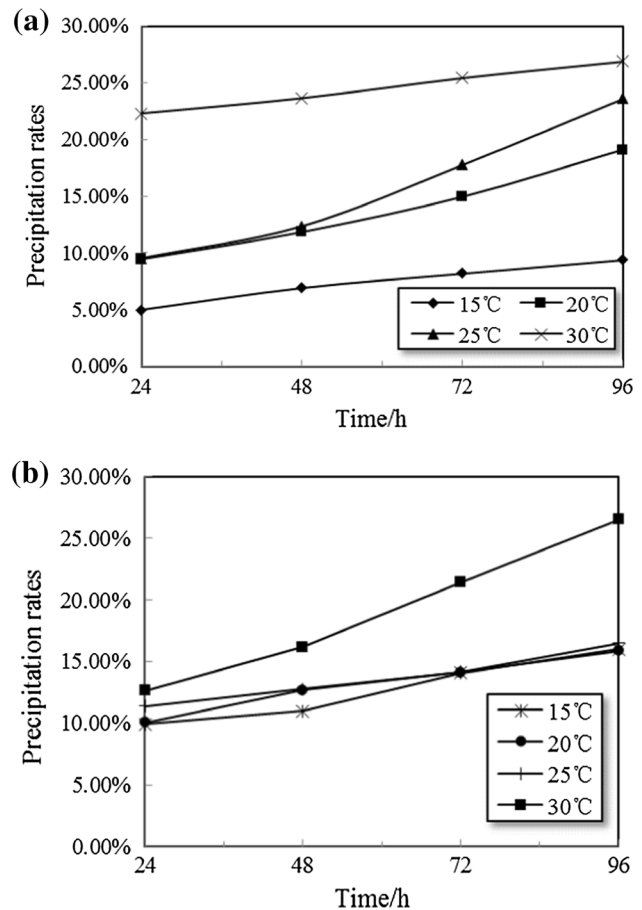 (a)
30.00%
25.00%
20.00%
15.00%
10.00%
5.00%
0.00%
Precipitation rates
15℃ 20℃
25℃ 30℃
24 48 72 96
Time/h
(b)
30.00%
25.00%
20.00%
15.00%
10.00%
5.00%
0.00%
Precipitation rates
15℃
20℃
25℃
30℃
24 48 72 96
Time/h